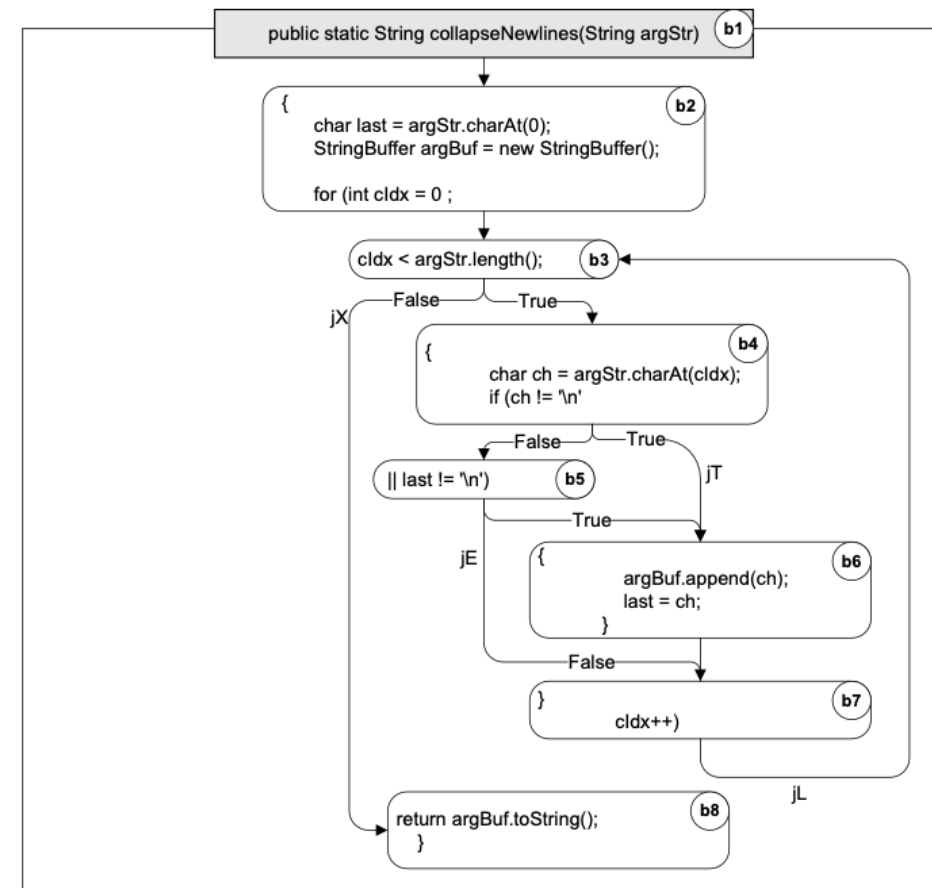 public static String collapseNewlines(String argStr) b1
{ b2
char last = argStr.charAt(0);
StringBuffer argBuf = new StringBuffer();
for (int cIdx = 0 ;
cIdx < argStr.length(); b3
False True
jX
{ b4
char ch = argStr.charAt(cIdx);
if (ch != '\n'
False True
|| last != '\n') b5
jT
True
jE
{ b6
argBuf.append(ch);
last = ch;
}
False
} b7
cIdx++)
jL
return argBuf.toString(); b8
}